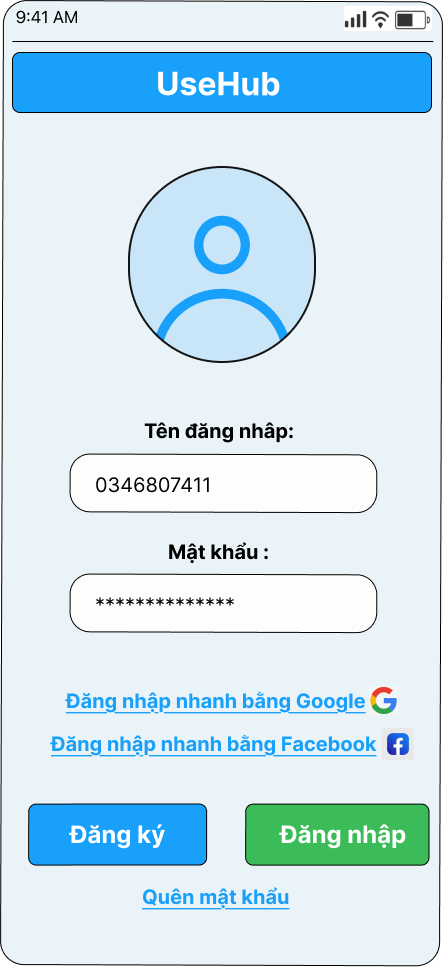 9:41 AM
UseHub
Tên đăng nhâp:
0346807411
Mật khẩu :
**************
Đăng nhập nhanh bằng Google
Đăng nhập nhanh bằng Facebook
Đăng ký
Đăng nhập
Quên mật khẩu